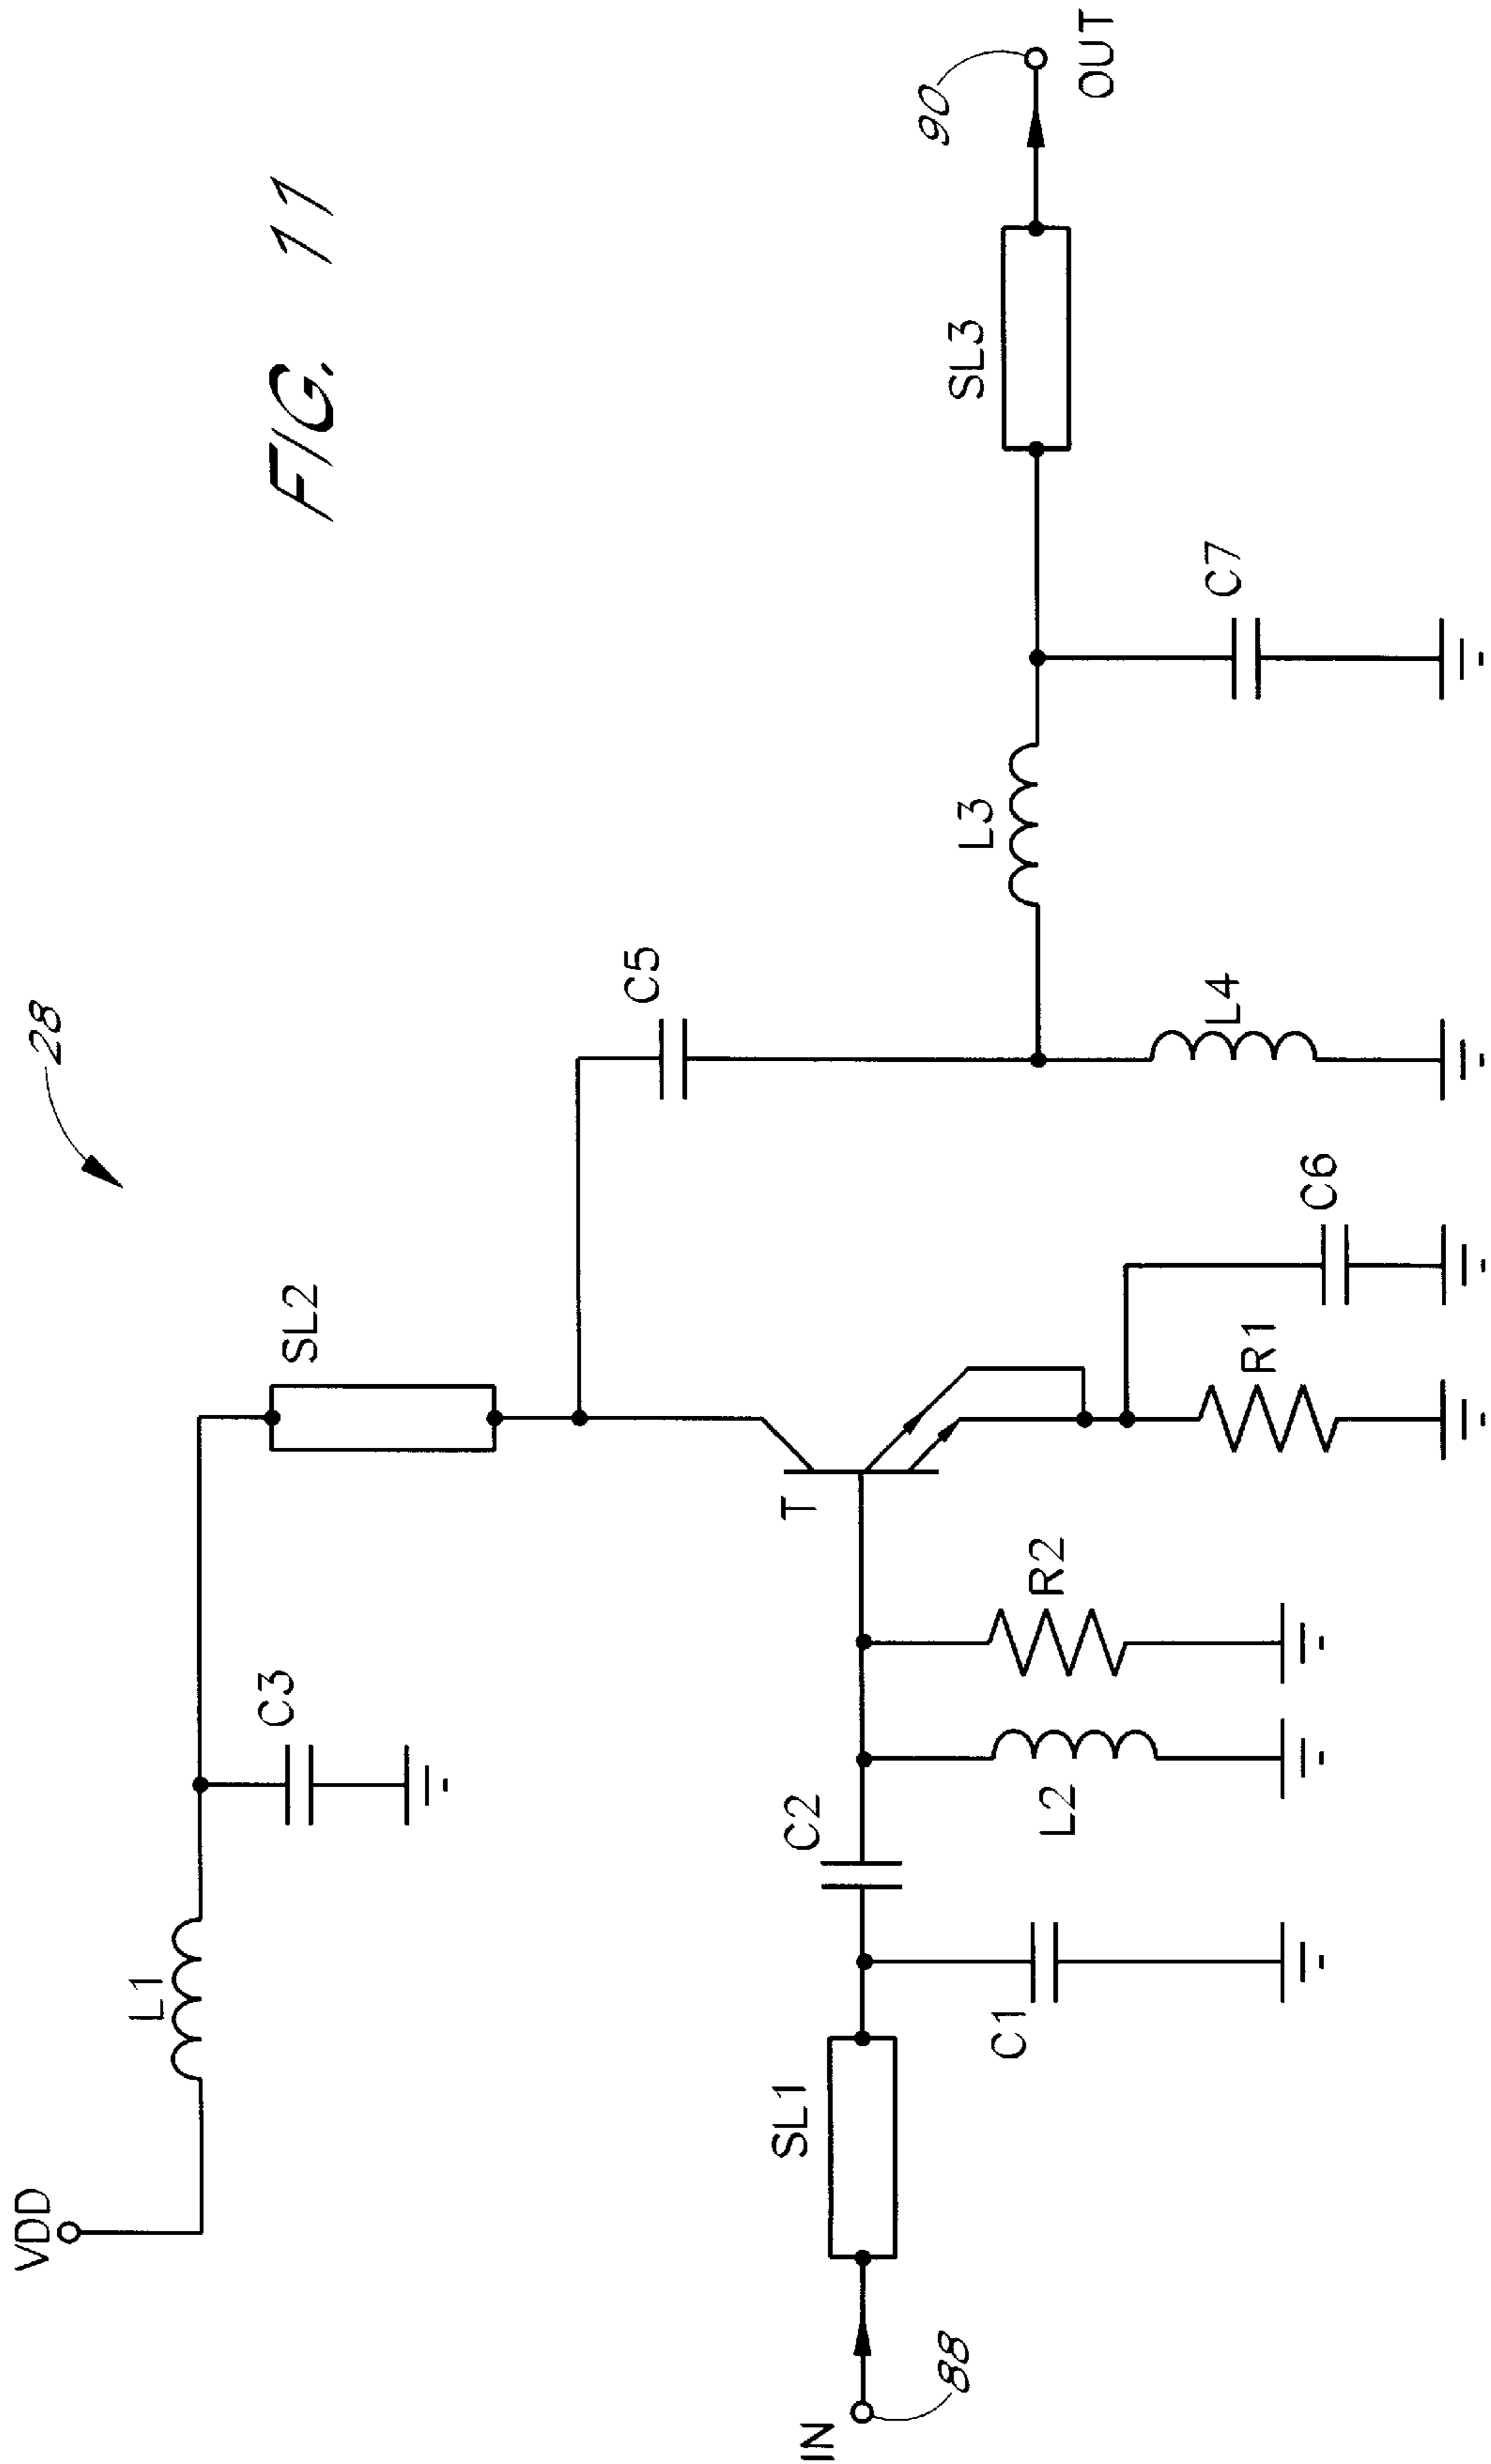 FIG. 11
28
VDD
L1
C3
SL2
C5
90
OUT
SL3
L3
C7
L4
C6
R1
T
R2
L2
C2
C1
SL1
IN
88